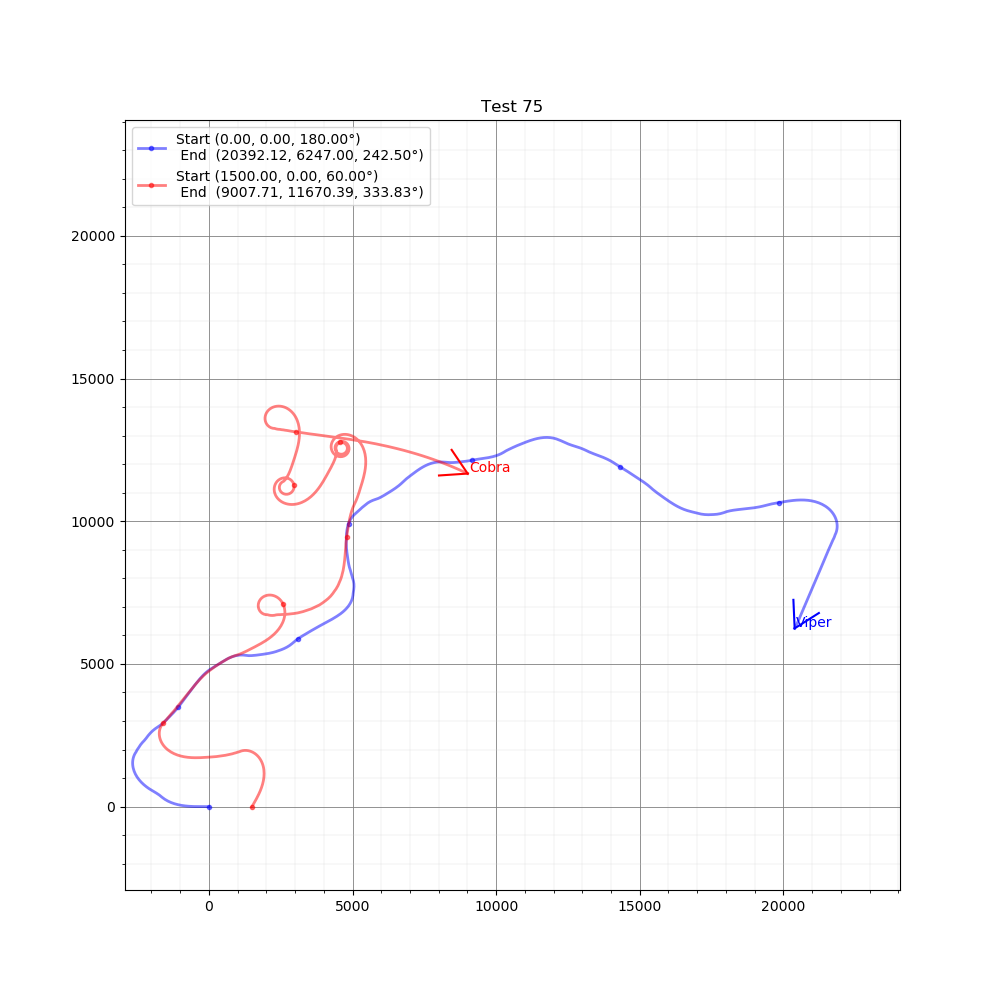 Test 75
Start (0.00, 0.00, 180.00°)
End (20392.12, 6247.00, 242.50°)
Start (1500.00, 0.00, 60.00°)
End (9007.71, 11670.39, 333.83°)
20000
15000
Cobra
10000
Viper
5000
0
0 5000 10000 15000 20000